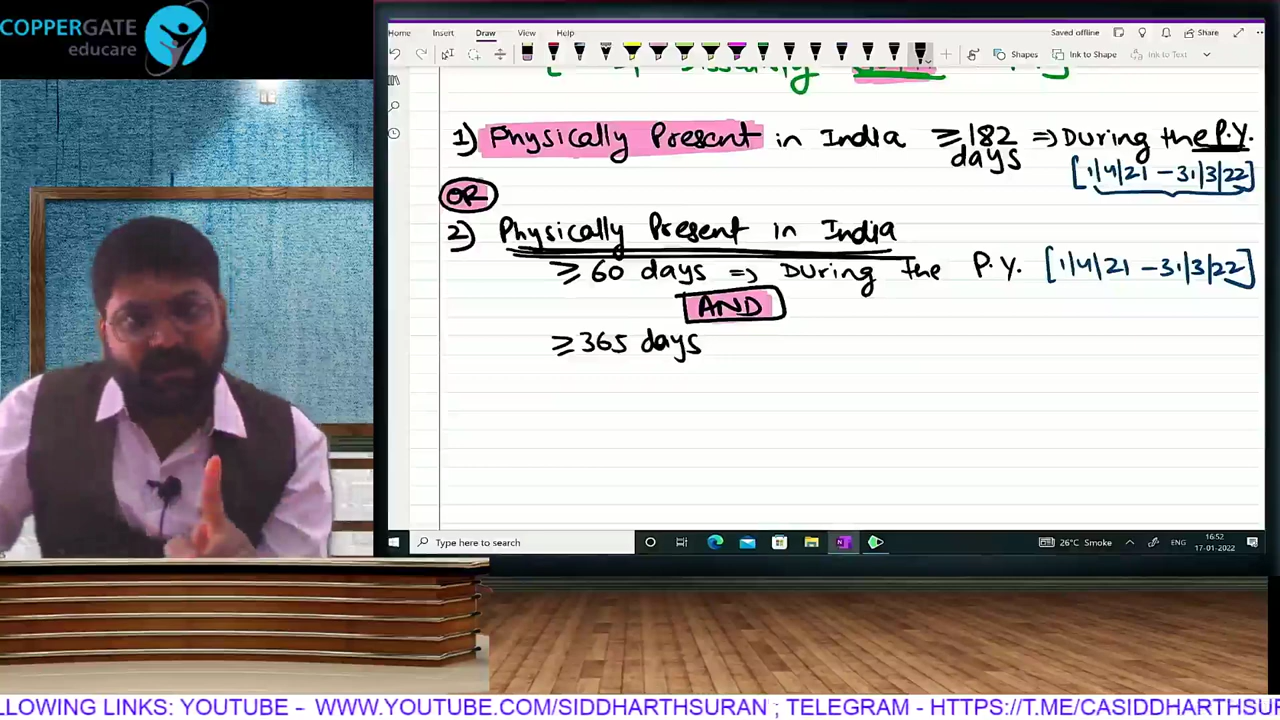 COPPERGATE
educare
Home Insert Draw View Help Saved offline Share
Shapes Ink to Shape Ink to Text
1) Physically Present in India ≥ 182 days ⇒ During the P.Y.
[1/4/21 - 31/3/22]
OR
2) Physically Present in India
≥ 60 days ⇒ During the P.Y. [1/4/21 - 31/3/22]
AND
≥ 365 days
Type here to search 26°C Smoke ENG 16:52
17-01-2022
LLOWING LINKS: YOUTUBE - WWW.YOUTUBE.COM/SIDDHARTHSURAN ; TELEGRAM - HTTPS://T.ME/CASIDDHARTHSUR